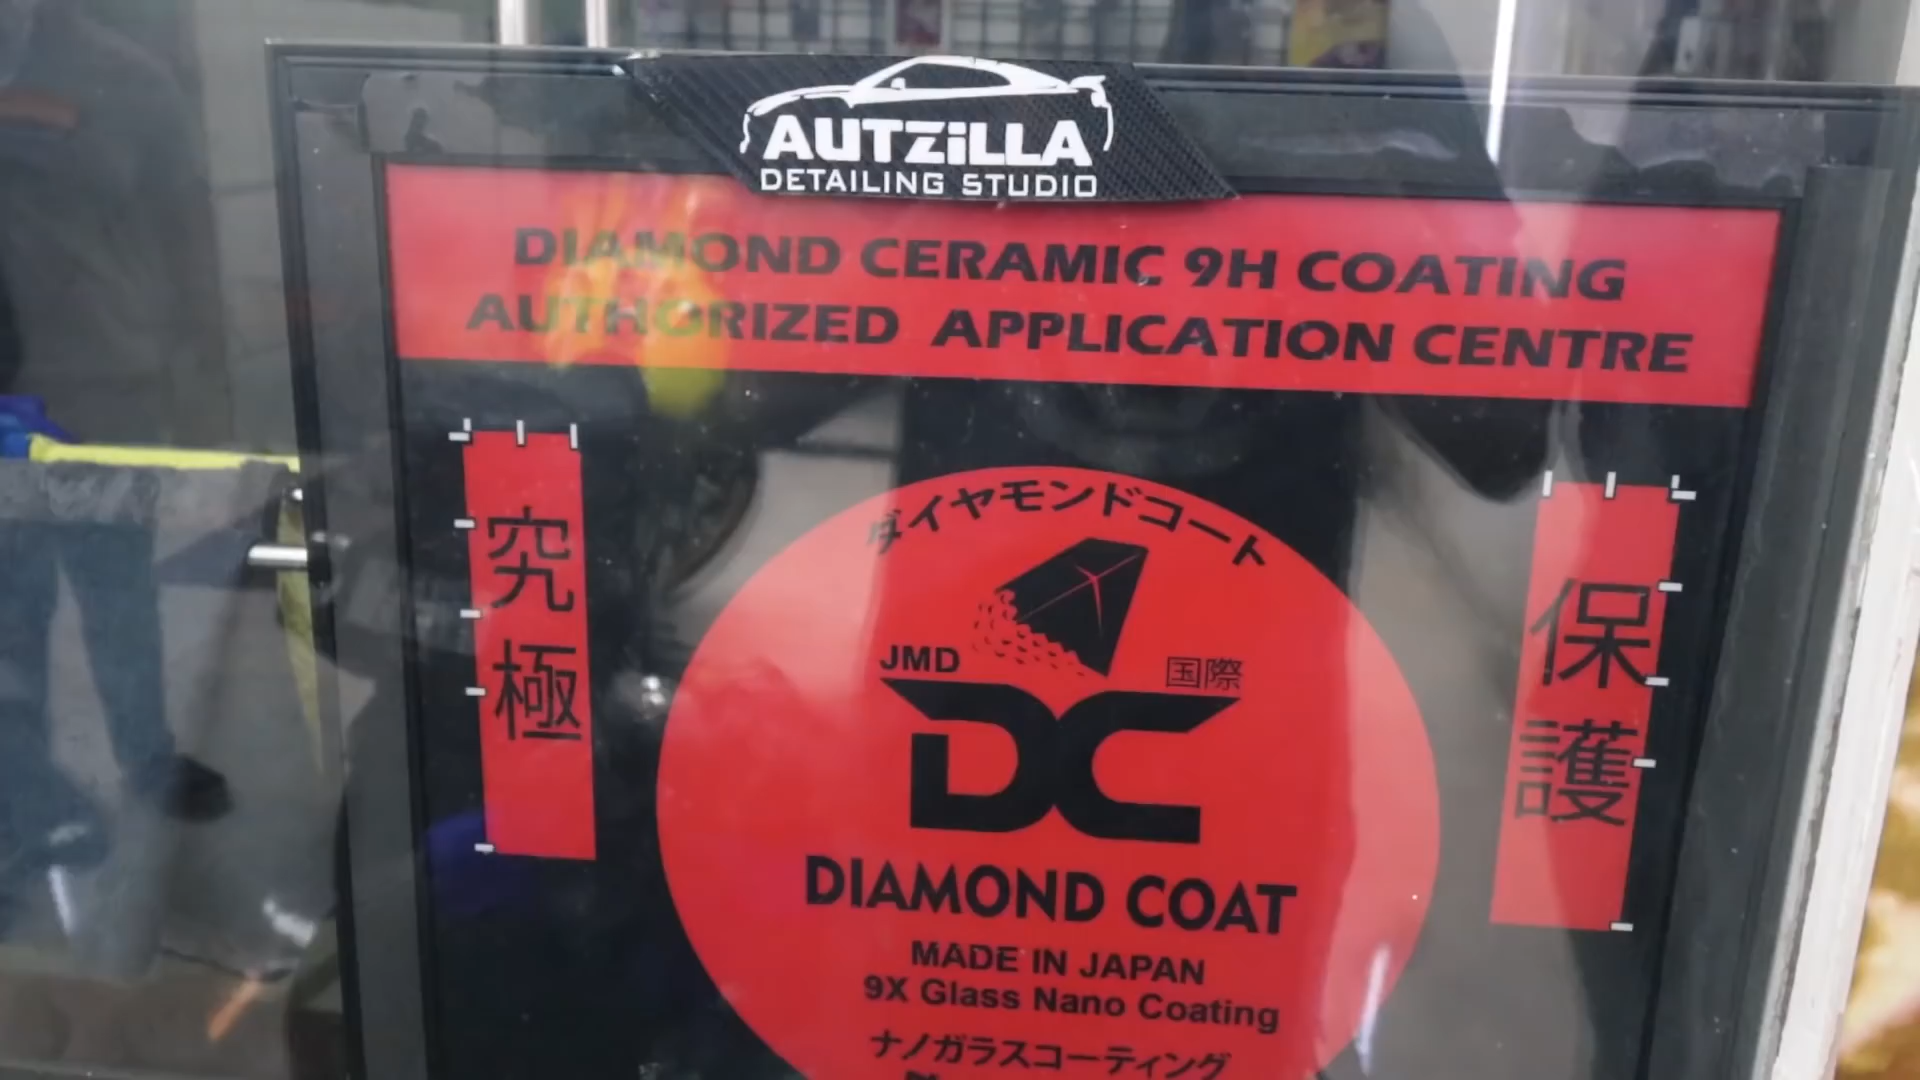 AUTZiLLA
DETAILING STUDIO
DIAMOND CERAMIC 9H COATING
AUTHORIZED APPLICATION CENTRE
究極
ダイヤモンドコート
JMD
国際
DC
DIAMOND COAT
MADE IN JAPAN
9X Glass Nano Coating
ナノガラスコーティング
保護